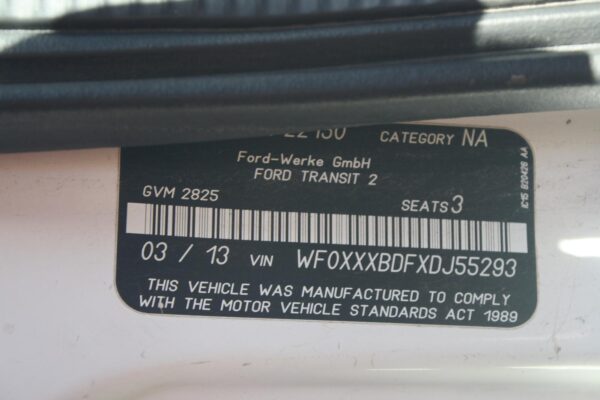 CATEGORY NA
Ford-Werke GmbH
FORD TRANSIT 2
GVM 2825
SEATS 3
03 / 13 VIN WF0XXXBDFXDJ55293
THIS VEHICLE WAS MANUFACTURED TO COMPLY
WITH THE MOTOR VEHICLE STANDARDS ACT 1989